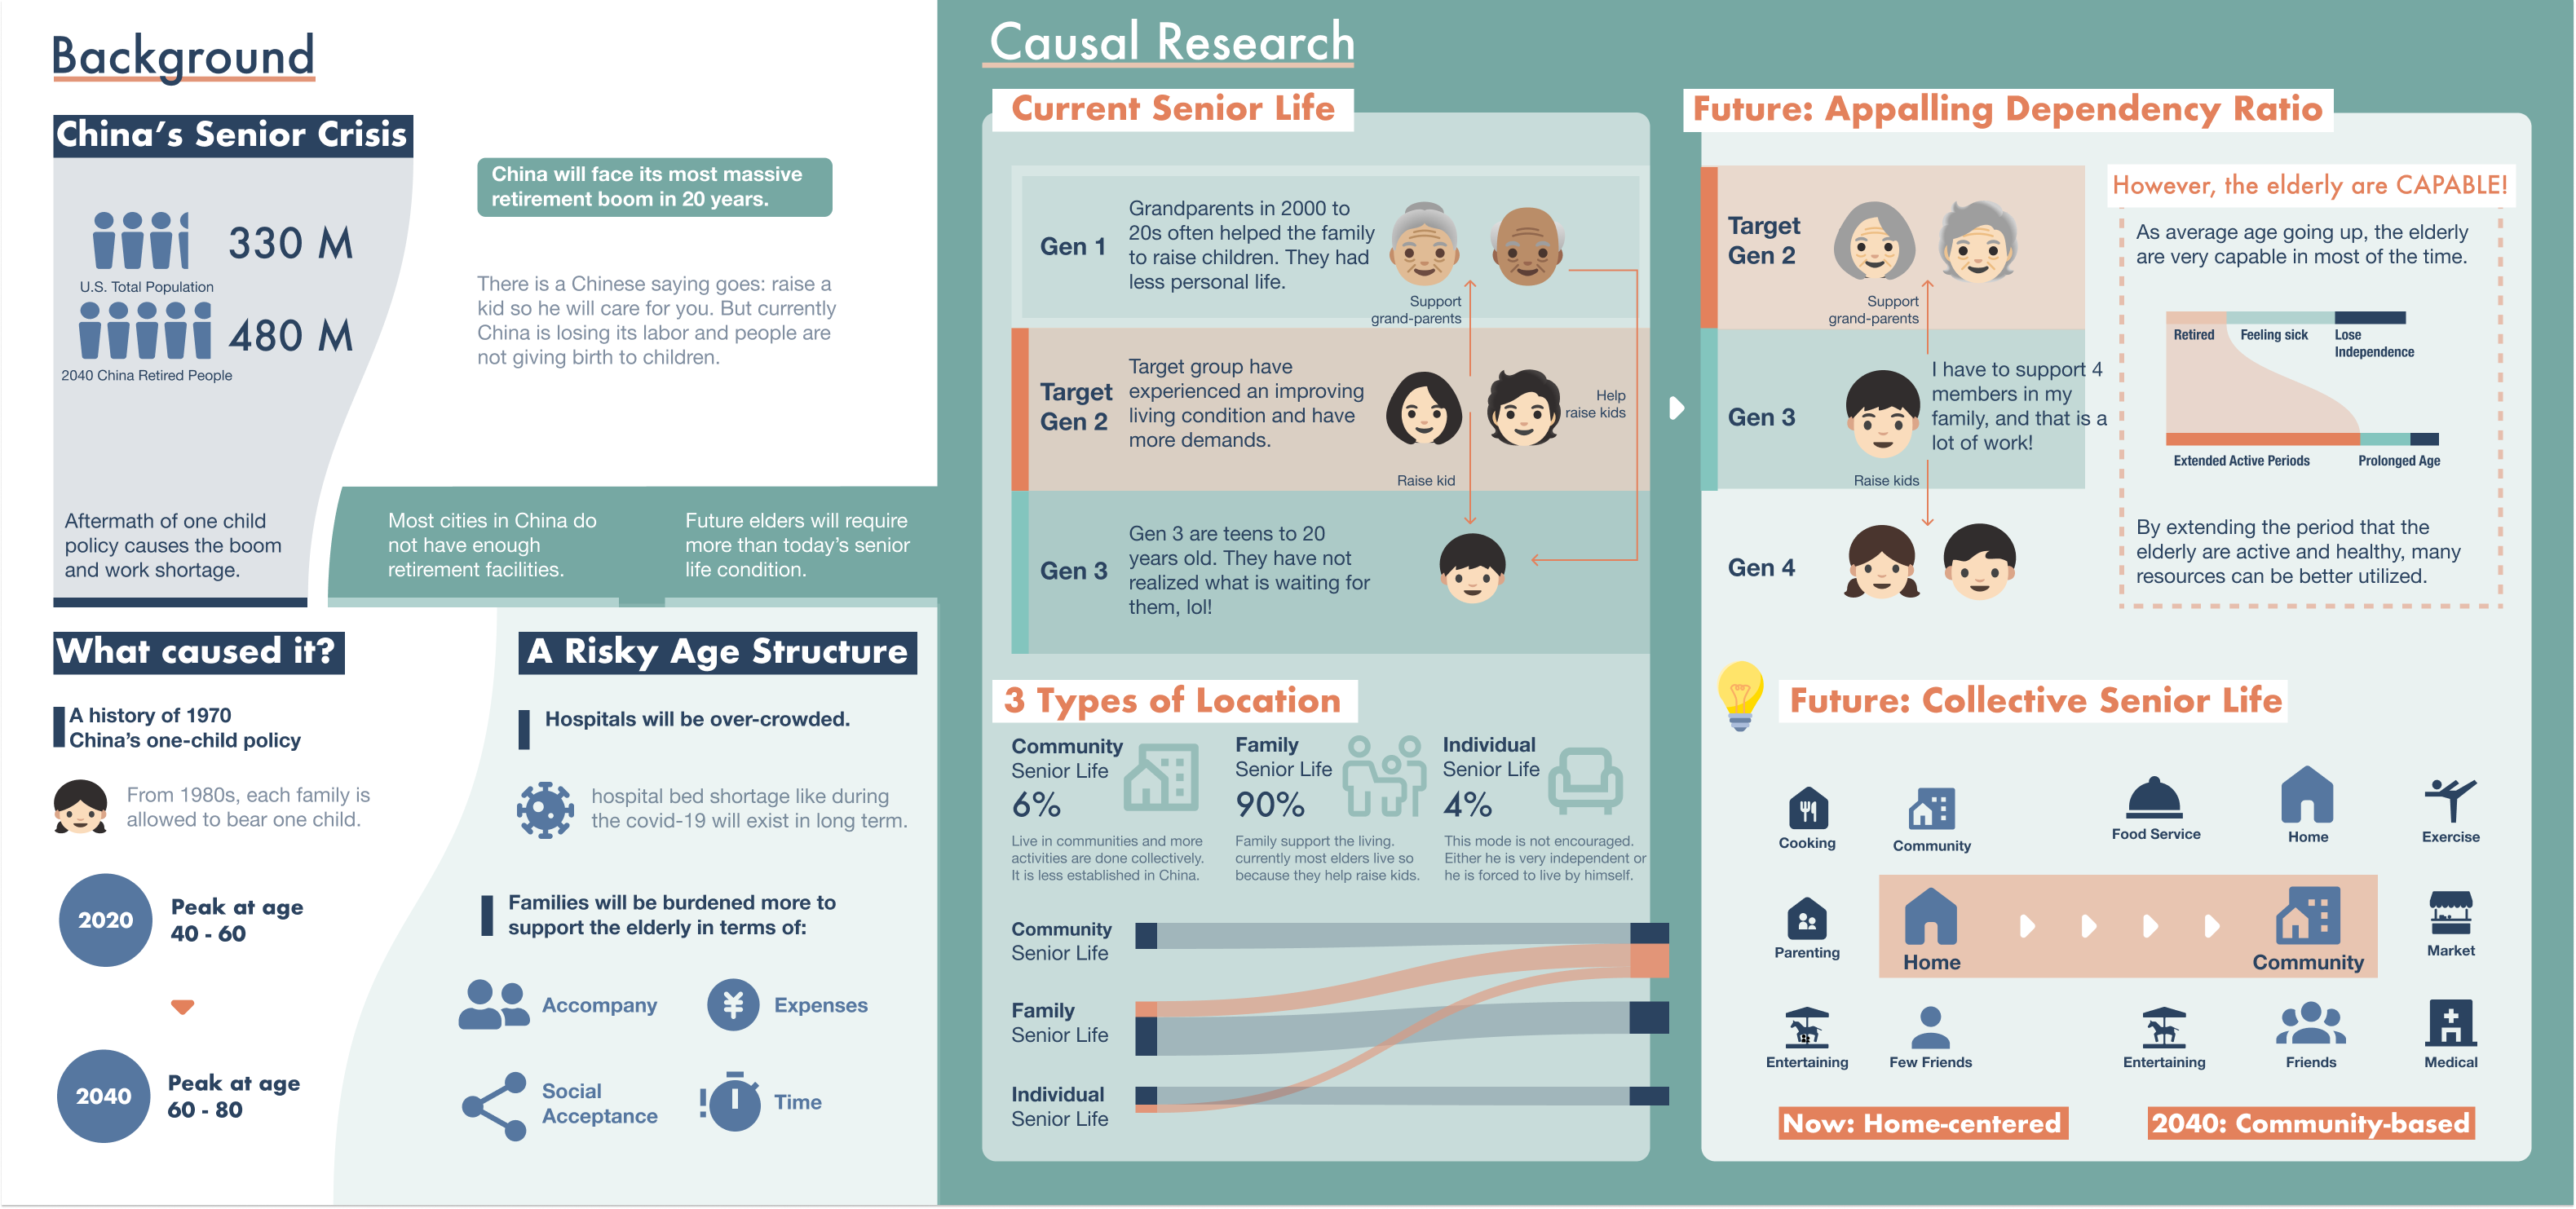 Background
China's Senior Crisis
330 M
U.S. Total Population
480 M
2040 China Retired People
Aftermath of one child
policy causes the boom
and work shortage.
China will face its most massive
retirement boom in 20 years.
There is a Chinese saying goes: raise a
kid so he will care for you. But currently
China is losing its labor and people are
not giving birth to children.
Most cities in China do
not have enough
retirement facilities.
Future elders will require
more than today's senior
life condition.
What caused it?
A history of 1970
China's one-child policy
From 1980s, each family is
allowed to bear one child.
2020
Peak at age
40 - 60
2040
Peak at age
60 - 80
A Risky Age Structure
Hospitals will be over-crowded.
hospital bed shortage like during
the covid-19 will exist in long term.
Families will be burdened more to
support the elderly in terms of:
Accompany
¥
Expenses
Social
Acceptance
Time
Causal Research
Current Senior Life
Gen 1
Grandparents in 2000 to
20s often helped the family
to raise children. They had
less personal life.
Support
grand-parents
Target
Gen 2
Target group have
experienced an improving
living condition and have
more demands.
Help
raise kids
Raise kid
Gen 3
Gen 3 are teens to 20
years old. They have not
realized what is waiting for
them, lol!
3 Types of Location
Community
Senior Life
6%
Live in communities and more
activities are done collectively.
It is less established in China.
Family
Senior Life
90%
Family support the living.
currently most elders live so
because they help raise kids.
Individual
Senior Life
4%
This mode is not encouraged.
Either he is very independent or
he is forced to live by himself.
Community
Senior Life
Family
Senior Life
Individual
Senior Life
Future: Appalling Dependency Ratio
Target
Gen 2
Support
grand-parents
Gen 3
I have to support 4
members in my
family, and that is a
lot of work!
Raise kids
Gen 4
However, the elderly are CAPABLE!
As average age going up, the elderly
are very capable in most of the time.
Retired
Feeling sick
Lose
Independence
Extended Active Periods
Prolonged Age
By extending the period that the
elderly are active and healthy, many
resources can be better utilized.
Future: Collective Senior Life
Cooking
Community
Food Service
Home
Exercise
Parenting
Home
Community
Market
Entertaining
Few Friends
Entertaining
Friends
Medical
Now: Home-centered
2040: Community-based